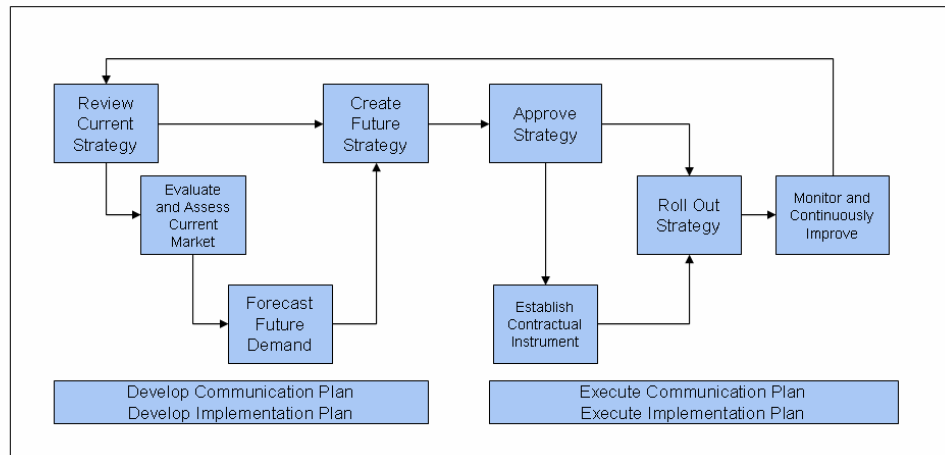 Review
Current
Strategy
Create
Future
Strategy
Approve
Strategy
Evaluate
and Assess
Current
Market
Roll Out
Strategy
Monitor and
Continuously
Improve
Forecast
Future
Demand
Establish
Contractual
Instrument
Develop Communication Plan
Develop Implementation Plan
Execute Communication Plan
Execute Implementation Plan